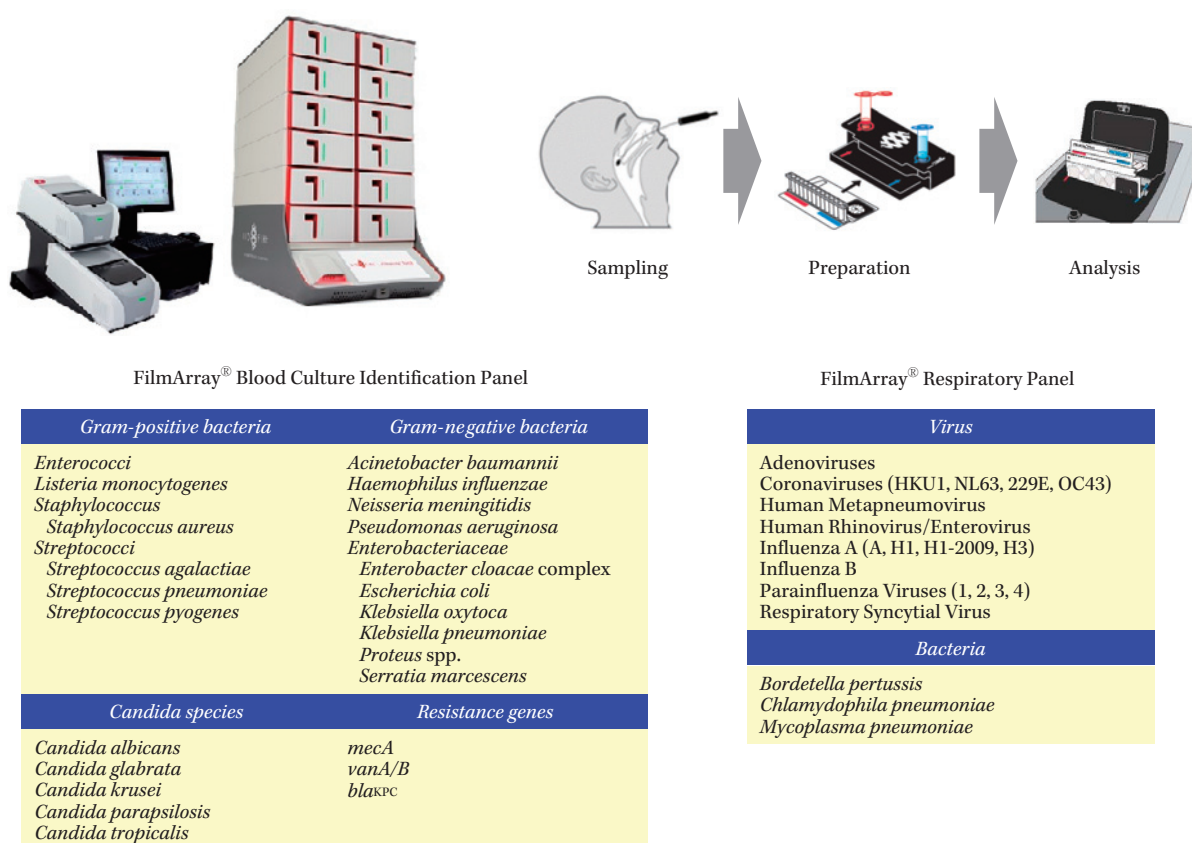 Sampling
Preparation
Analysis
FilmArray® Blood Culture Identification Panel
Gram-positive bacteria
Gram-negative bacteria
Enterococci
Listeria monocytogenes
Staphylococcus
Staphylococcus aureus
Streptococci
Streptococcus agalactiae
Streptococcus pneumoniae
Streptococcus pyogenes
Acinetobacter baumannii
Haemophilus influenzae
Neisseria meningitidis
Pseudomonas aeruginosa
Enterobacteriaceae
Enterobacter cloacae complex
Escherichia coli
Klebsiella oxytoca
Klebsiella pneumoniae
Proteus spp.
Serratia marcescens
Candida species
Resistance genes
Candida albicans
Candida glabrata
Candida krusei
Candida parapsilosis
Candida tropicalis
mecA
vanA/B
blaKPC
FilmArray® Respiratory Panel
Virus
Adenoviruses
Coronaviruses (HKU1, NL63, 229E, OC43)
Human Metapneumovirus
Human Rhinovirus/Enterovirus
Influenza A (A, H1, H1-2009, H3)
Influenza B
Parainfluenza Viruses (1, 2, 3, 4)
Respiratory Syncytial Virus
Bacteria
Bordetella pertussis
Chlamydophila pneumoniae
Mycoplasma pneumoniae